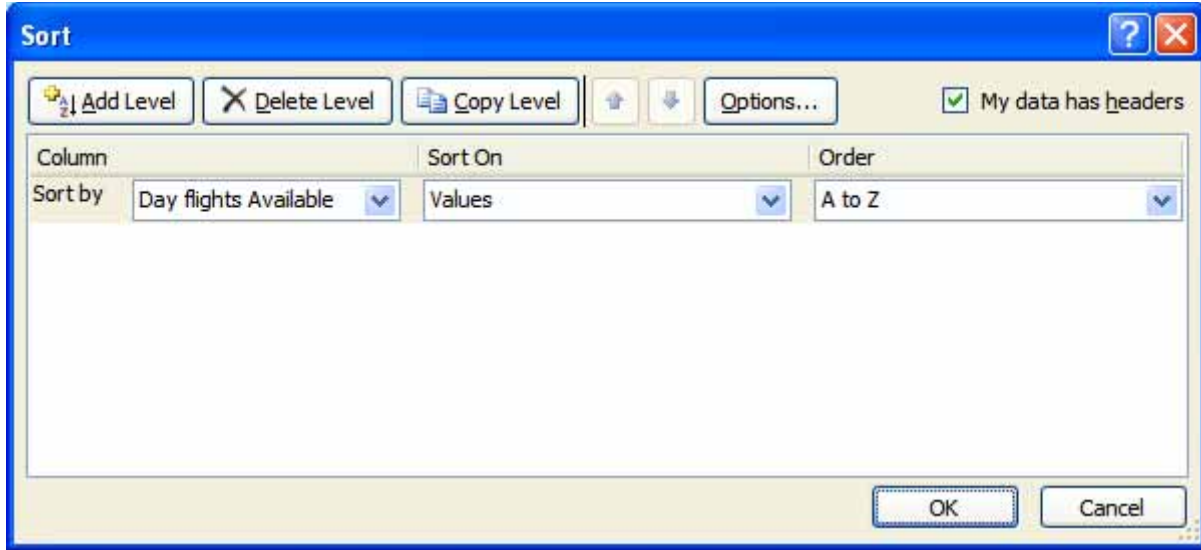 Sort
Add Level Delete Level Copy Level Options... My data has headers
Column Sort On Order
Sort by Day flights Available Values A to Z
OK Cancel